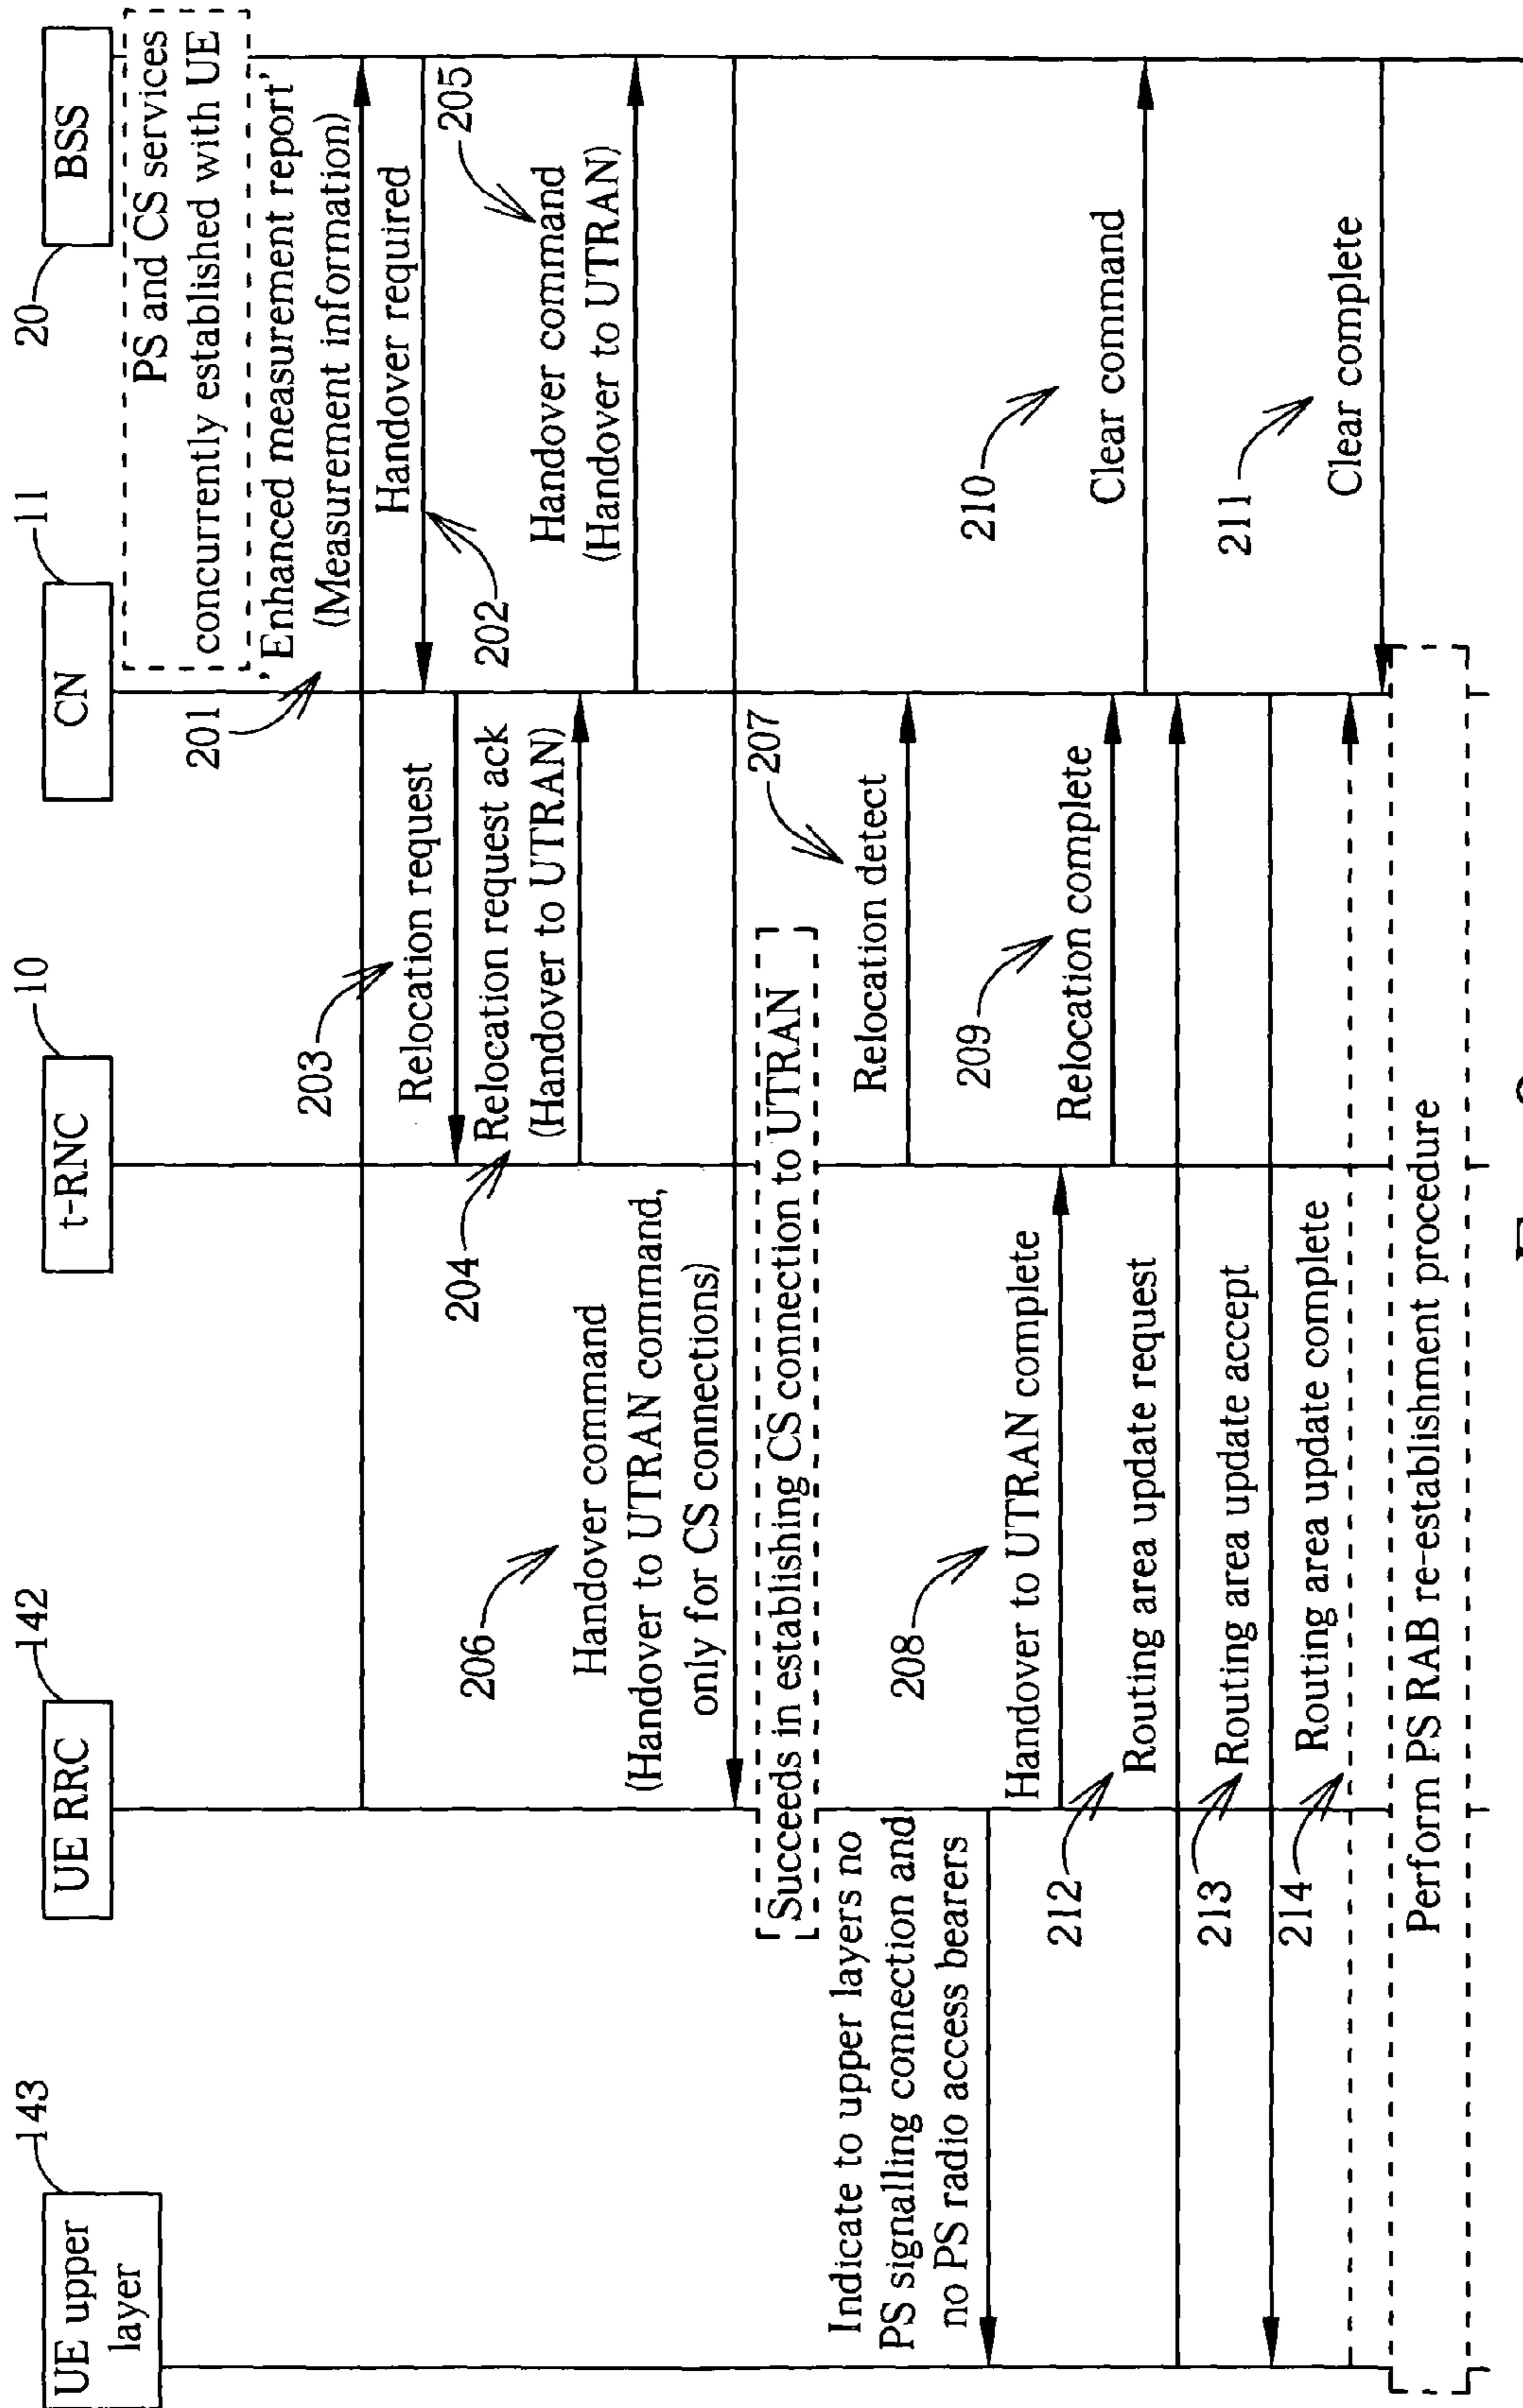 UE upper
layer
143
UE RRC
142
t-RNC
10
CN
11
BSS
20
PS and CS services
concurrently established with UE
201
'Enhanced measurement report'
(Measurement information)
Handover required
202
203
Relocation request
204
Relocation request ack
(Handover to UTRAN)
205
Handover command
(Handover to UTRAN)
206
Handover command
(Handover to UTRAN command,
only for CS connections)
Succeeds in establishing CS connection to UTRAN
207
Relocation detect
Indicate to upper layers no
PS signalling connection and
no PS radio access bearers
208
Handover to UTRAN complete
209
Relocation complete
210
Clear command
212
Routing area update request
213
Routing area update accept
214
Routing area update complete
211
Clear complete
Perform PS RAB re-establishment procedure